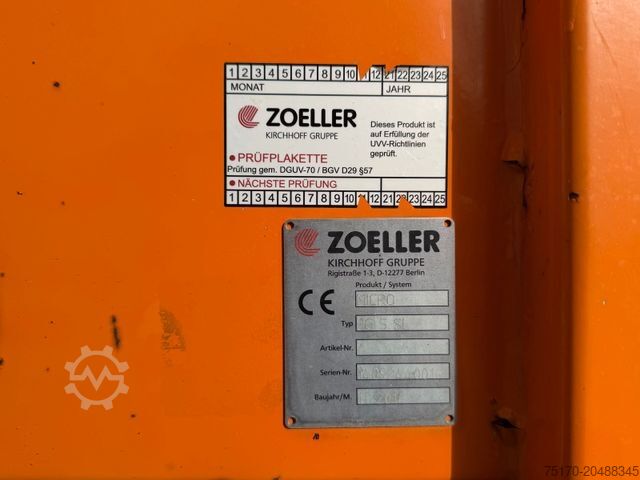 1 2 3 4 5 6 7 8 9 10 11 12 21 22 23 24 25
MONAT JAHR
ZOELLER
KIRCHHOFF GRUPPE
Dieses Produkt ist
auf Erfüllung der
UVV-Richtlinien
geprüft.
• PRÜFPLAKETTE
Prüfung gem. DGUV-70 / BGV D29 §57
• NÄCHSTE PRÜFUNG
1 2 3 4 5 6 7 8 9 10 11 12 21 22 23 24 25
ZOELLER
KIRCHHOFF GRUPPE
Rigistraße 1-3, D-12277 Berlin
Produkt / System
CE MICRO
Typ
Artikel-Nr.
Serien-Nr.
Baujahr/M.
75170-20488345